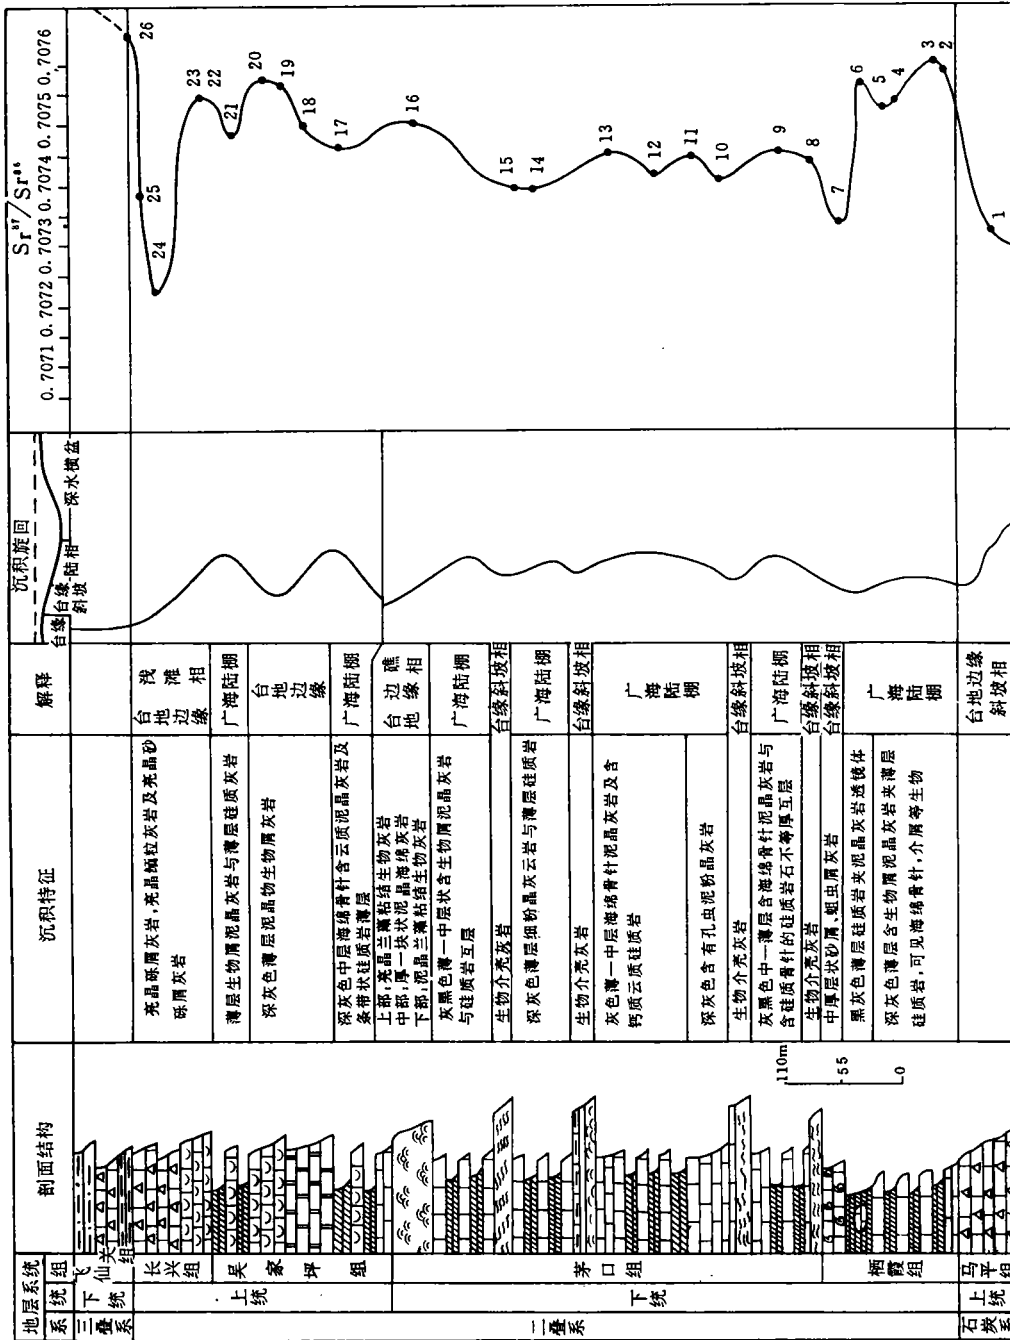 地层系统
系
统
组
剖面结构
沉积特征
解释
沉积旋回
台缘
台缘斜坡
陆相
深水横盆
Sr⁸⁷/Sr⁸⁶
0.7071 0.7072 0.7073 0.7074 0.7075 0.7076
三叠系
下统
飞仙关组
二叠系
上统
长兴组
吴家坪组
下统
茅口组
栖霞组
石炭系
上统
马平组
亮晶砾屑灰岩,亮晶鲕粒灰岩及亮晶砂
砾屑灰岩
薄层生物屑泥晶灰岩与薄层硅质灰岩
深灰色薄层泥晶物生物屑灰岩
深灰色中层海绵骨针含云质泥晶灰岩及
条带状硅质岩薄层
上部:亮晶兰藻粘结生物灰岩
中部:厚一块状泥晶海绵灰岩
下部:泥晶兰藻粘结生物灰岩
灰黑色薄一中层状含生物屑泥晶灰岩
与硅质岩互层
生物介壳灰岩
深灰色薄层细粉晶灰云岩与薄层硅质岩
生物介壳灰岩
灰色薄一中层海绵骨针泥晶灰岩及含
钙质云质硅质岩
深灰色含有孔虫泥粉晶灰岩
生物介壳灰岩
灰黑色中一薄层含海绵骨针泥晶灰岩与
含硅质骨针的硅质岩石不等厚互层
生物介壳灰岩
中厚层状砂屑、蜓虫屑灰岩
黑灰色薄层硅质岩夹泥晶灰岩透镜体
深灰色薄层含生物屑泥晶灰岩夹薄层
硅质岩,可见海绵骨针,介屑等生物
台地边缘浅滩相
广海陆棚
台地边缘
广海陆棚
台地边缘礁相
广海陆棚
台缘斜坡相
广海陆棚
台缘斜坡相
广海陆棚
台缘斜坡相
广海陆棚
台缘斜坡相
台缘斜坡相
广海陆棚
台地边缘
斜坡相
110m
55
0
26
25
24
23
22
21
20
19
18
17
16
15
14
13
12
11
10
9
8
7
6
5
4
3
2
1